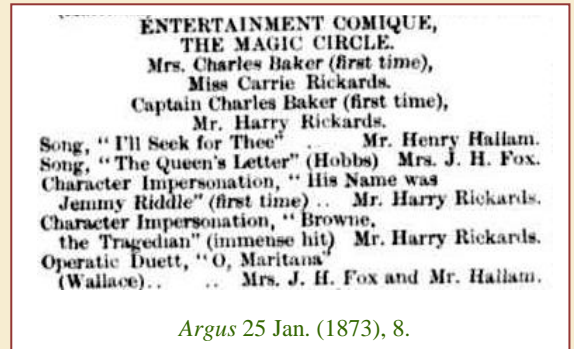 ENTERTAINMENT COMIQUE,
THE MAGIC CIRCLE.
Mrs. Charles Baker (first time),
Miss Carrie Rickards.
Captain Charles Baker (first time),
Mr. Harry Rickards.
Song, "I'll Seek for Thee" .. Mr. Henry Hallam.
Song, "The Queen's Letter" (Hobbs) Mrs. J. H. Fox.
Character Impersonation, "His Name was
Jemmy Riddle" (first time) .. Mr. Harry Rickards.
Character Impersonation, "Browne,
the Tragedian" (immense hit) Mr. Harry Rickards.
Operatic Duett, "O, Maritana"
(Wallace).. .. Mrs. J. H. Fox and Mr. Hallam.
Argus 25 Jan. (1873), 8.